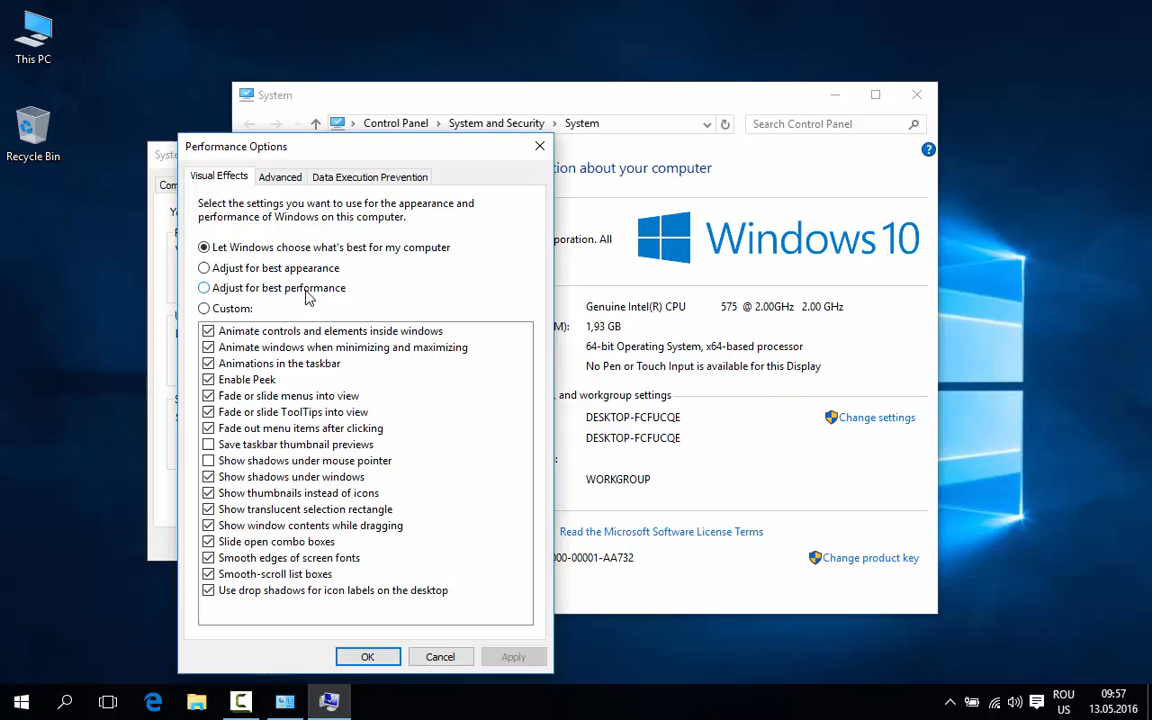 This PC
Recycle Bin
System
Control Panel
System and Security
System
Search Control Panel
Performance Options
Visual Effects
Advanced
Data Execution Prevention
Select the settings you want to use for the appearance and
performance of Windows on this computer.
Let Windows choose what's best for my computer
Adjust for best appearance
Adjust for best performance
Custom:
Animate controls and elements inside windows
Animate windows when minimizing and maximizing
Animations in the taskbar
Enable Peek
Fade or slide menus into view
Fade or slide ToolTips into view
Fade out menu items after clicking
Save taskbar thumbnail previews
Show shadows under mouse pointer
Show shadows under windows
Show thumbnails instead of icons
Show translucent selection rectangle
Show window contents while dragging
Slide open combo boxes
Smooth edges of screen fonts
Smooth-scroll list boxes
Use drop shadows for icon labels on the desktop
OK
Cancel
Apply
about your computer
All
Windows 10
Genuine Intel(R) CPU 575 @ 2.00GHz 2.00 GHz
1,93 GB
64-bit Operating System, x64-based processor
No Pen or Touch Input is available for this Display
and workgroup settings
DESKTOP-FCFUCQE
Change settings
DESKTOP-FCFUCQE
WORKGROUP
Read the Microsoft Software License Terms
000-00001-AA732
Change product key
ROU
US
09:57
13.05.2016